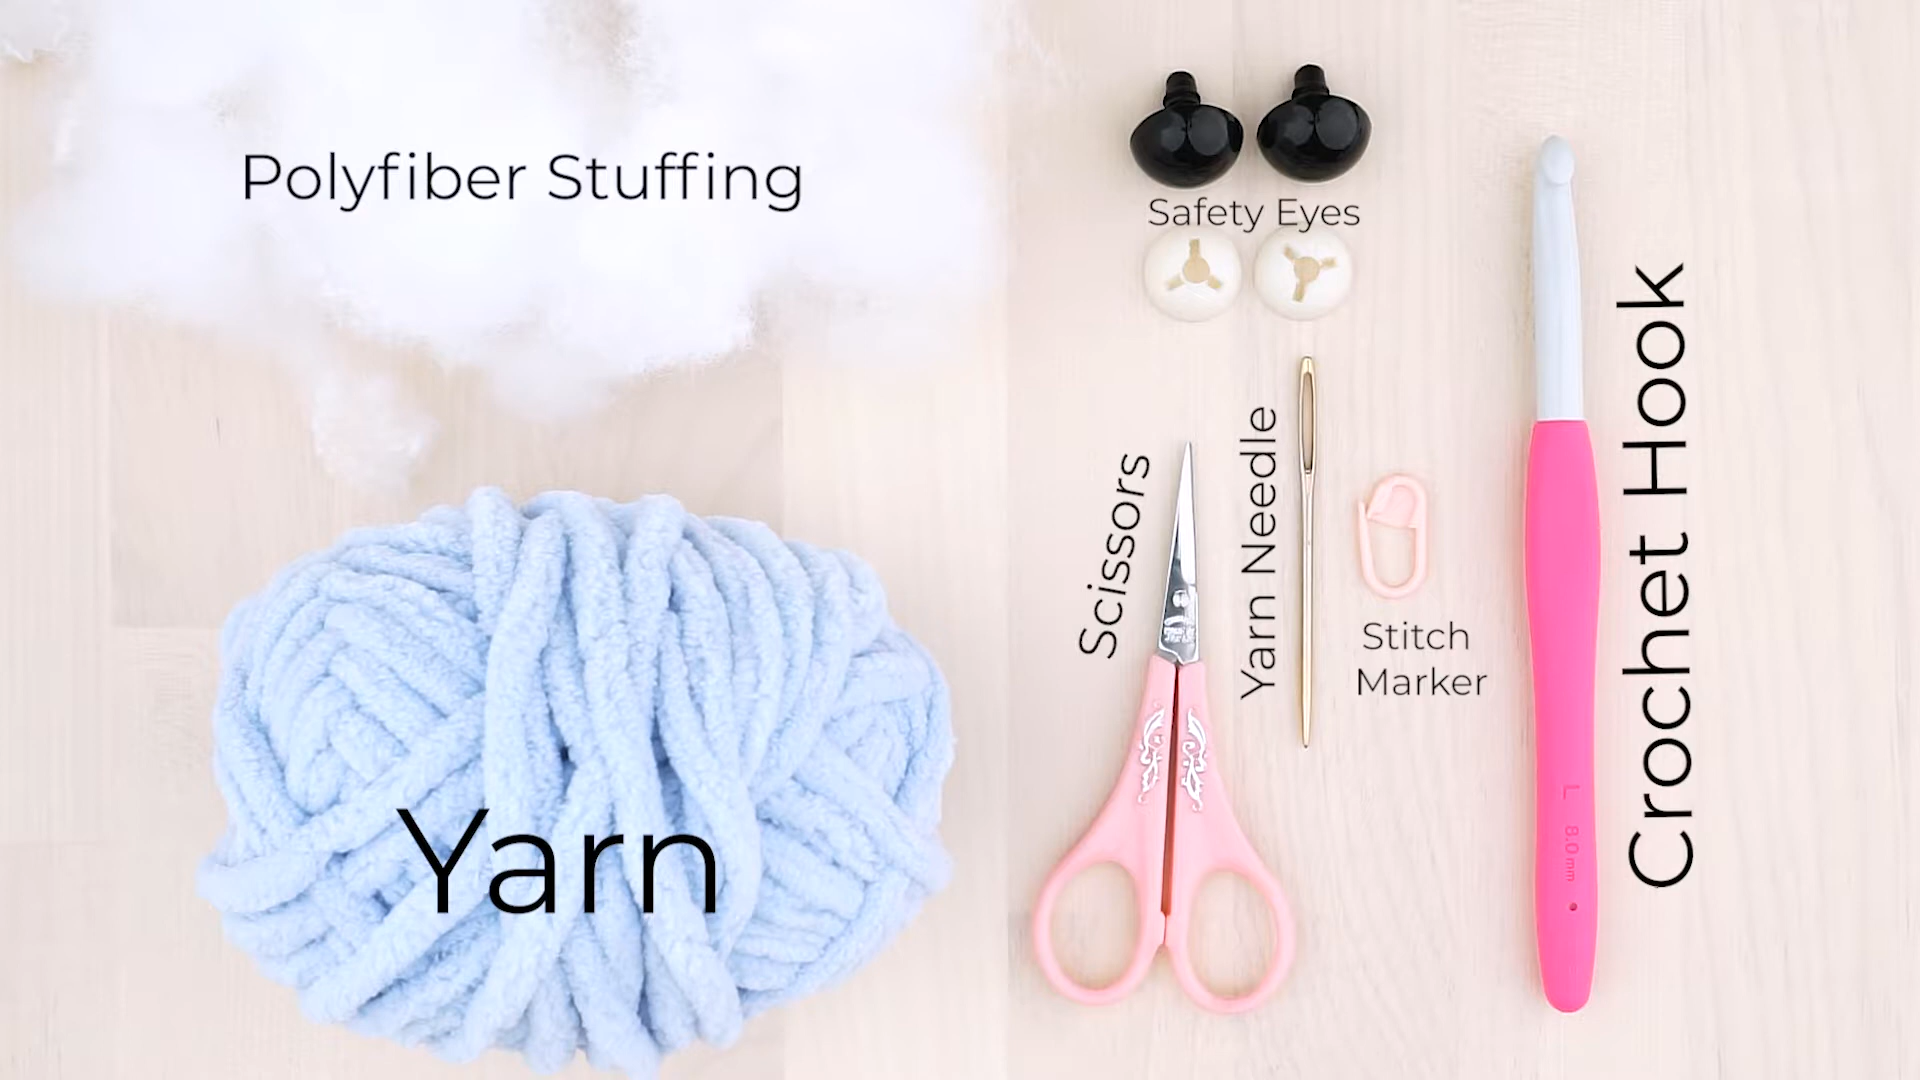 Polyfiber Stuffing
Yarn
Safety Eyes
Scissors
Yarn Needle
Stitch
Marker
Crochet Hook
L 8.0mm